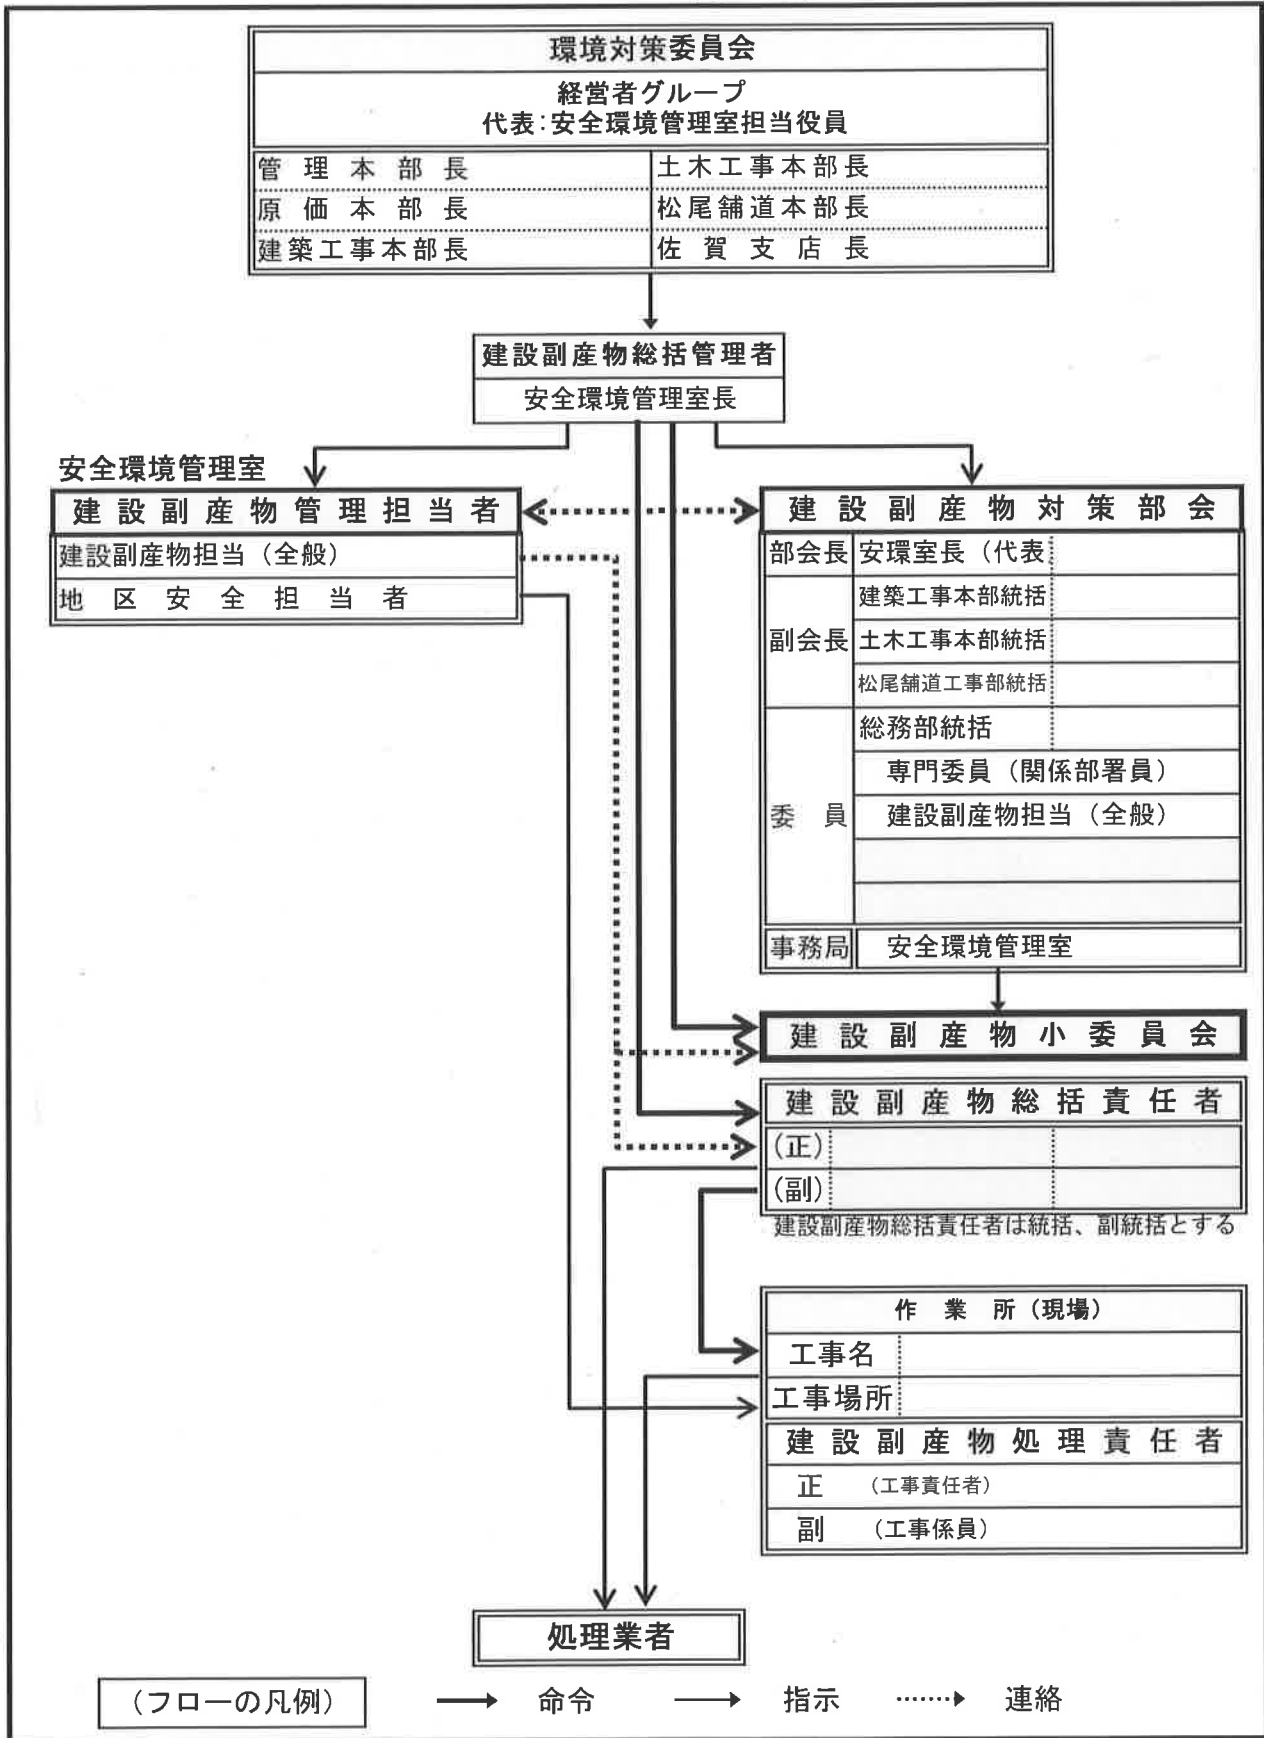 環境対策委員会
経営者グループ
代表：安全環境管理室担当役員
管理本部長
土木工事本部長
原価本部長
松尾舗道本部長
建築工事本部長
佐賀支店長
建設副産物総括管理者
安全環境管理室長
安全環境管理室
建設副産物管理担当者
建設副産物担当（全般）
地区安全担当者
建設副産物対策部会
部会長 安環室長（代表
副会長
建築工事本部統括
土木工事本部統括
松尾舗道工事部統括
委員
総務部統括
専門委員（関係部署員）
建設副産物担当（全般）
事務局 安全環境管理室
建設副産物小委員会
建設副産物総括責任者
（正）
（副）
建設副産物総括責任者は統括、副統括とする
作業所（現場）
工事名
工事場所
建設副産物処理責任者
正 （工事責任者）
副 （工事係員）
処理業者
（フローの凡例） 命令 指示 連絡